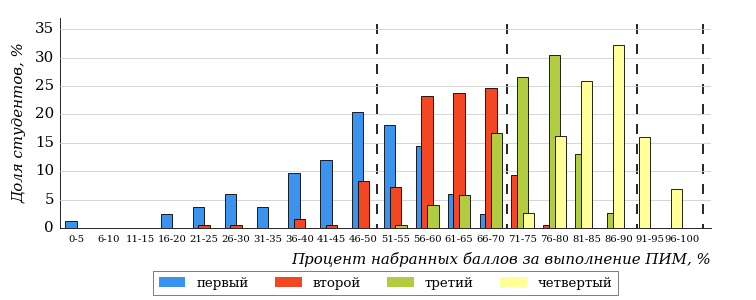 Доля студентов, %
35
30
25
20
15
10
5
0
0-5 6-10 11-15 16-20 21-25 26-30 31-35 36-40 41-45 46-50 51-55 56-60 61-65 66-70 71-75 76-80 81-85 86-90 91-95 96-100
Процент набранных баллов за выполнение ПИМ, %
первый второй третий четвертый